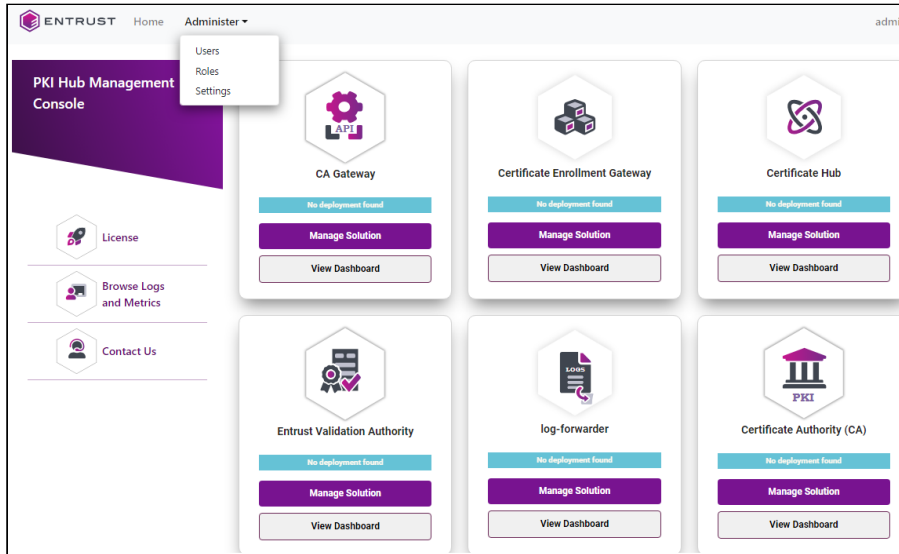 ENTRUST Home Administer
admi
Users
Roles
Settings
PKI Hub Management
Console
License
Browse Logs
and Metrics
Contact Us
API
CA Gateway
No deployment found
Manage Solution
View Dashboard
Certificate Enrollment Gateway
No deployment found
Manage Solution
View Dashboard
Certificate Hub
No deployment found
Manage Solution
View Dashboard
Entrust Validation Authority
No deployment found
Manage Solution
View Dashboard
LOGS
log-forwarder
No deployment found
Manage Solution
View Dashboard
PKI
Certificate Authority (CA)
No deployment found
Manage Solution
View Dashboard